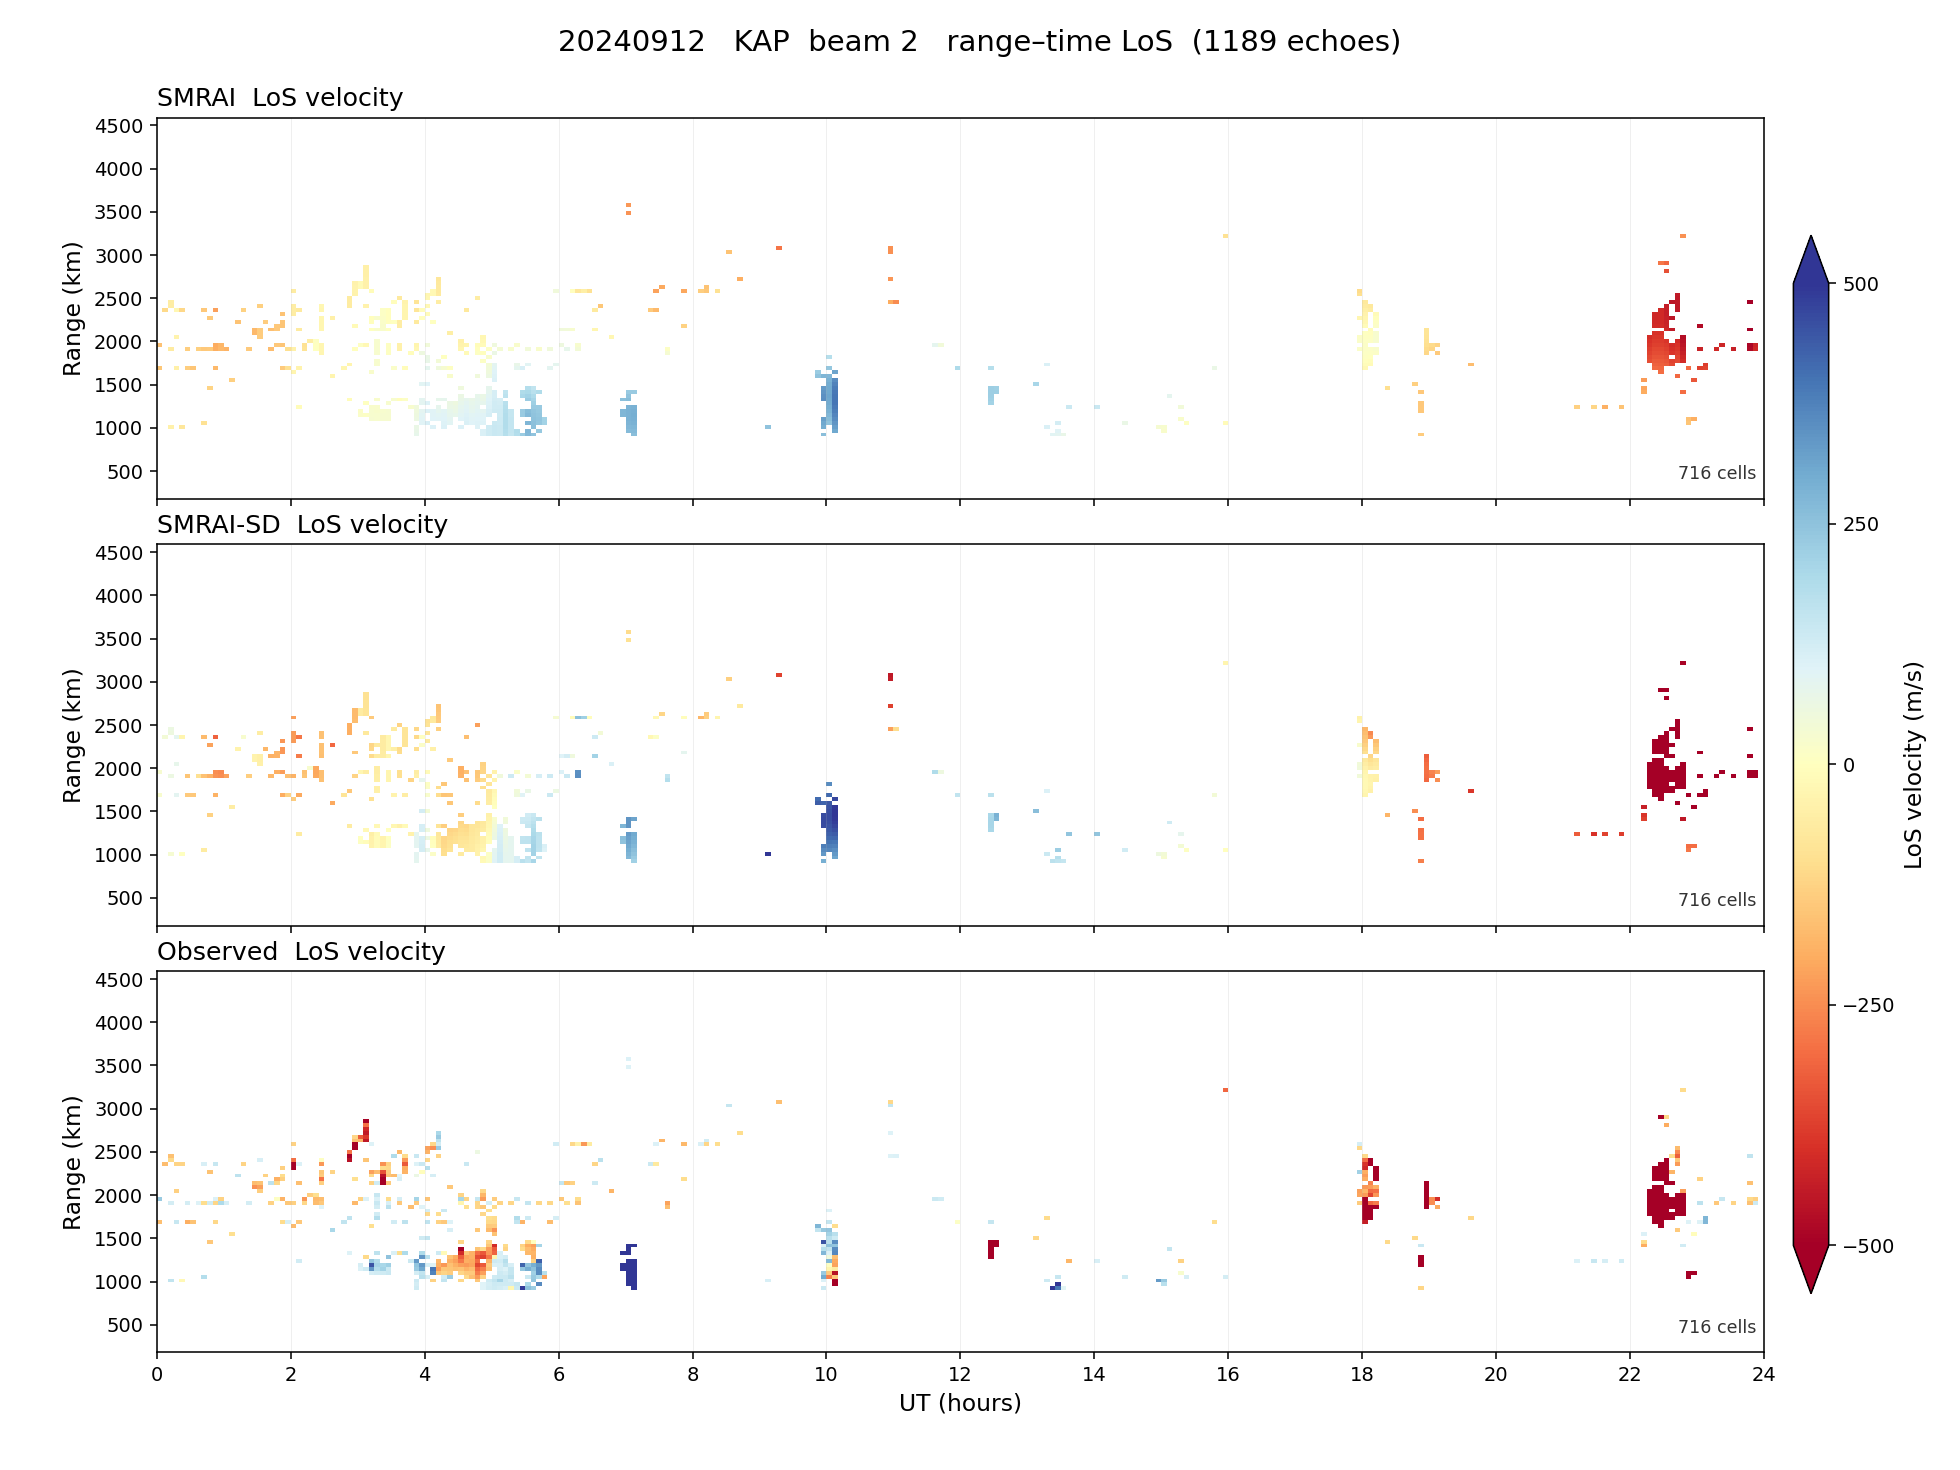 20240912   KAP  beam 2   range–time LoS  (1189 echoes)
SMRAI  LoS velocity
4500
4000
3500
3000
2500
2000
1500
1000
500
Range (km)
716 cells
SMRAI-SD  LoS velocity
4500
4000
3500
3000
2500
2000
1500
1000
500
Range (km)
716 cells
Observed  LoS velocity
4500
4000
3500
3000
2500
2000
1500
1000
500
Range (km)
716 cells
0 2 4 6 8 10 12 14 16 18 20 22 24
UT (hours)
500
250
0
−250
−500
LoS velocity (m/s)